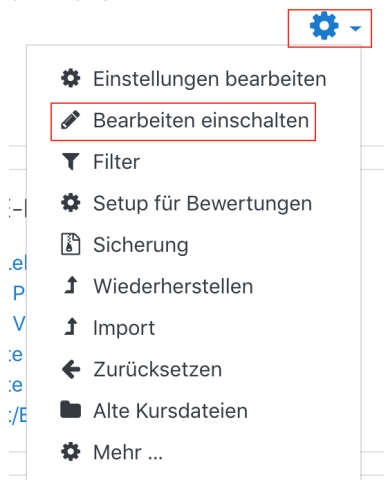 Einstellungen bearbeiten
Bearbeiten einschalten
Filter
Setup für Bewertungen
Sicherung
Wiederherstellen
Import
Zurücksetzen
Alte Kursdateien
Mehr ...